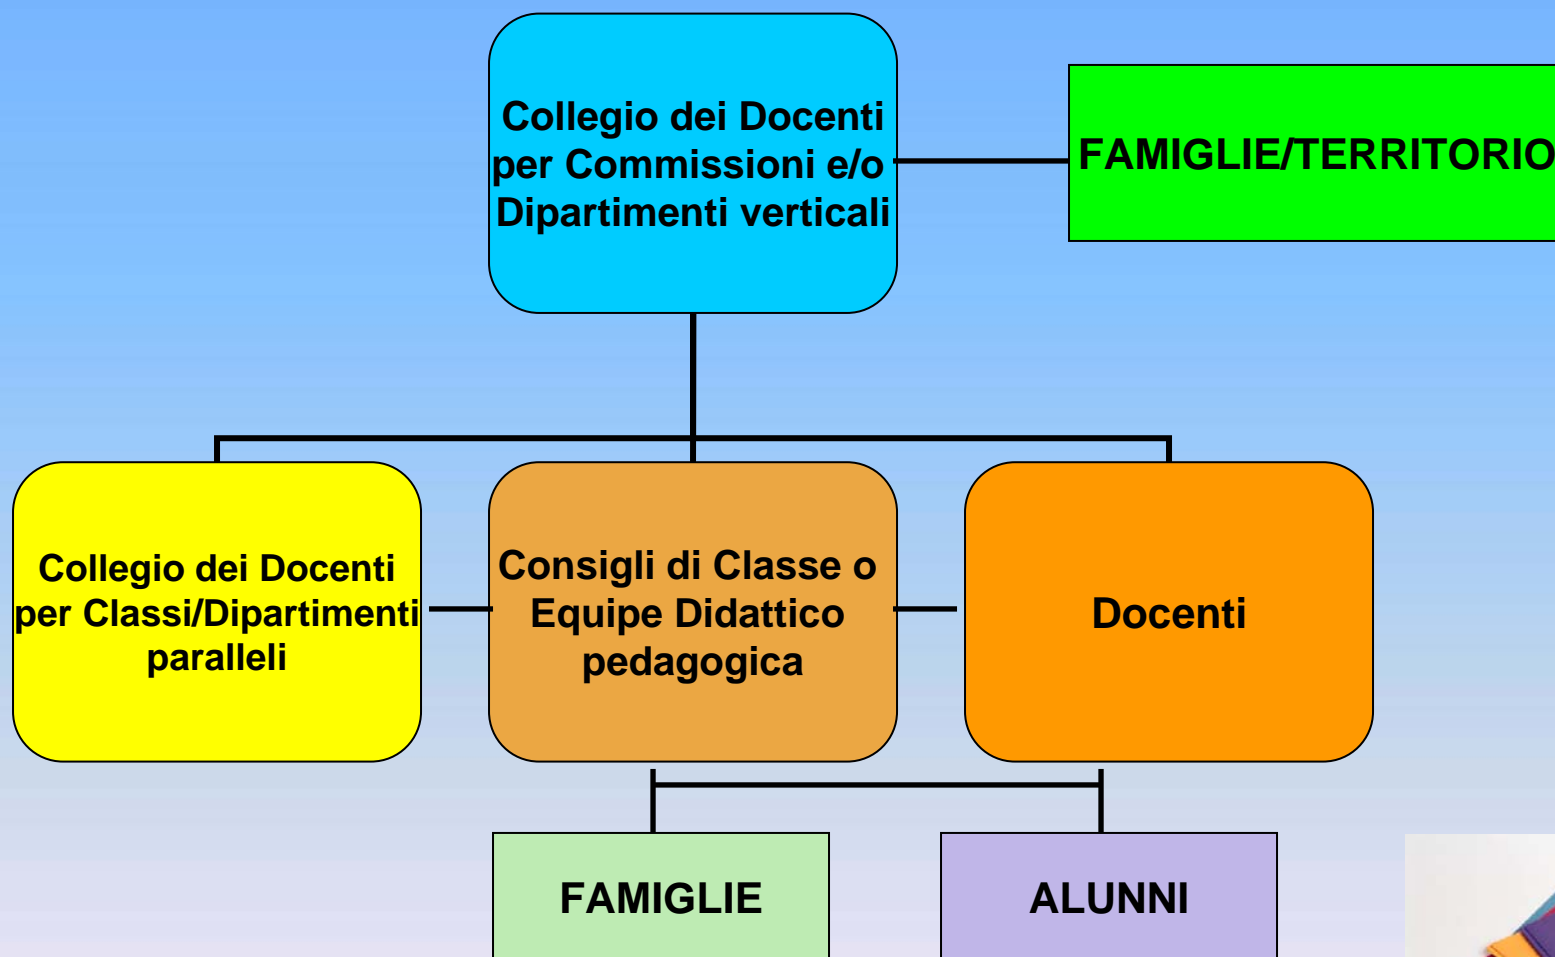 Collegio dei Docenti
per Commissioni e/o
Dipartimenti verticali
FAMIGLIE/TERRITORIO
Collegio dei Docenti
per Classi/Dipartimenti
paralleli
Consigli di Classe o
Equipe Didattico
pedagogica
Docenti
FAMIGLIE
ALUNNI